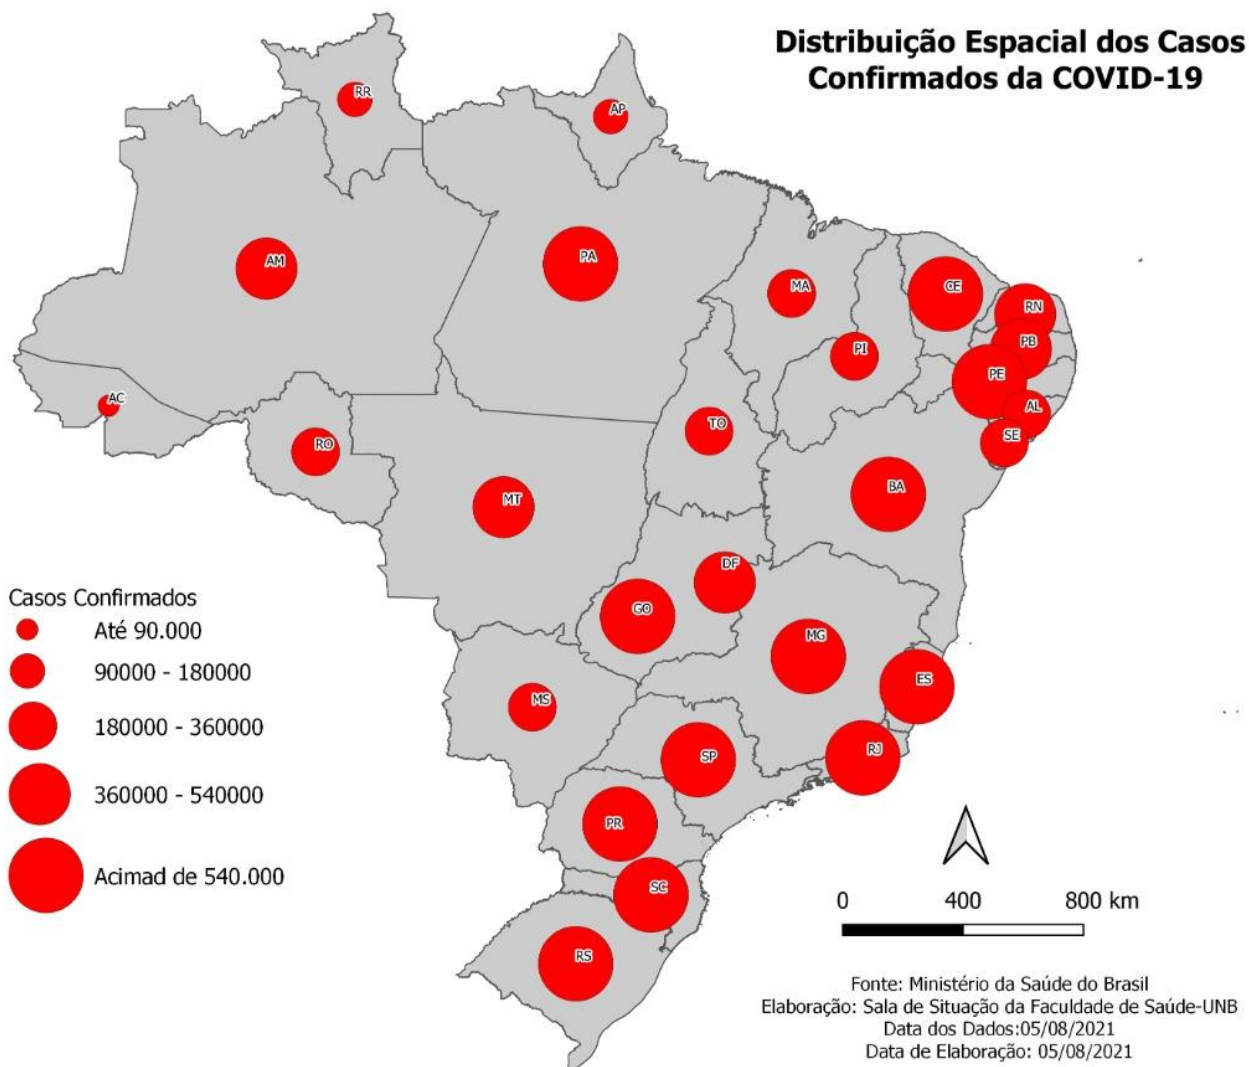 Distribuição Espacial dos Casos
Confirmados da COVID-19
RR
AP
AM
PA
MA
CE
RN
PB
PI
PE
AC
AL
TO
SE
RO
BA
MT
DF
GO
MG
ES
MS
RJ
SP
PR
SC
RS
Casos Confirmados
Até 90.000
90000 - 180000
180000 - 360000
360000 - 540000
Acimad de 540.000
0 400 800 km
Fonte: Ministério da Saúde do Brasil
Elaboração: Sala de Situação da Faculdade de Saúde-UNB
Data dos Dados:05/08/2021
Data de Elaboração: 05/08/2021